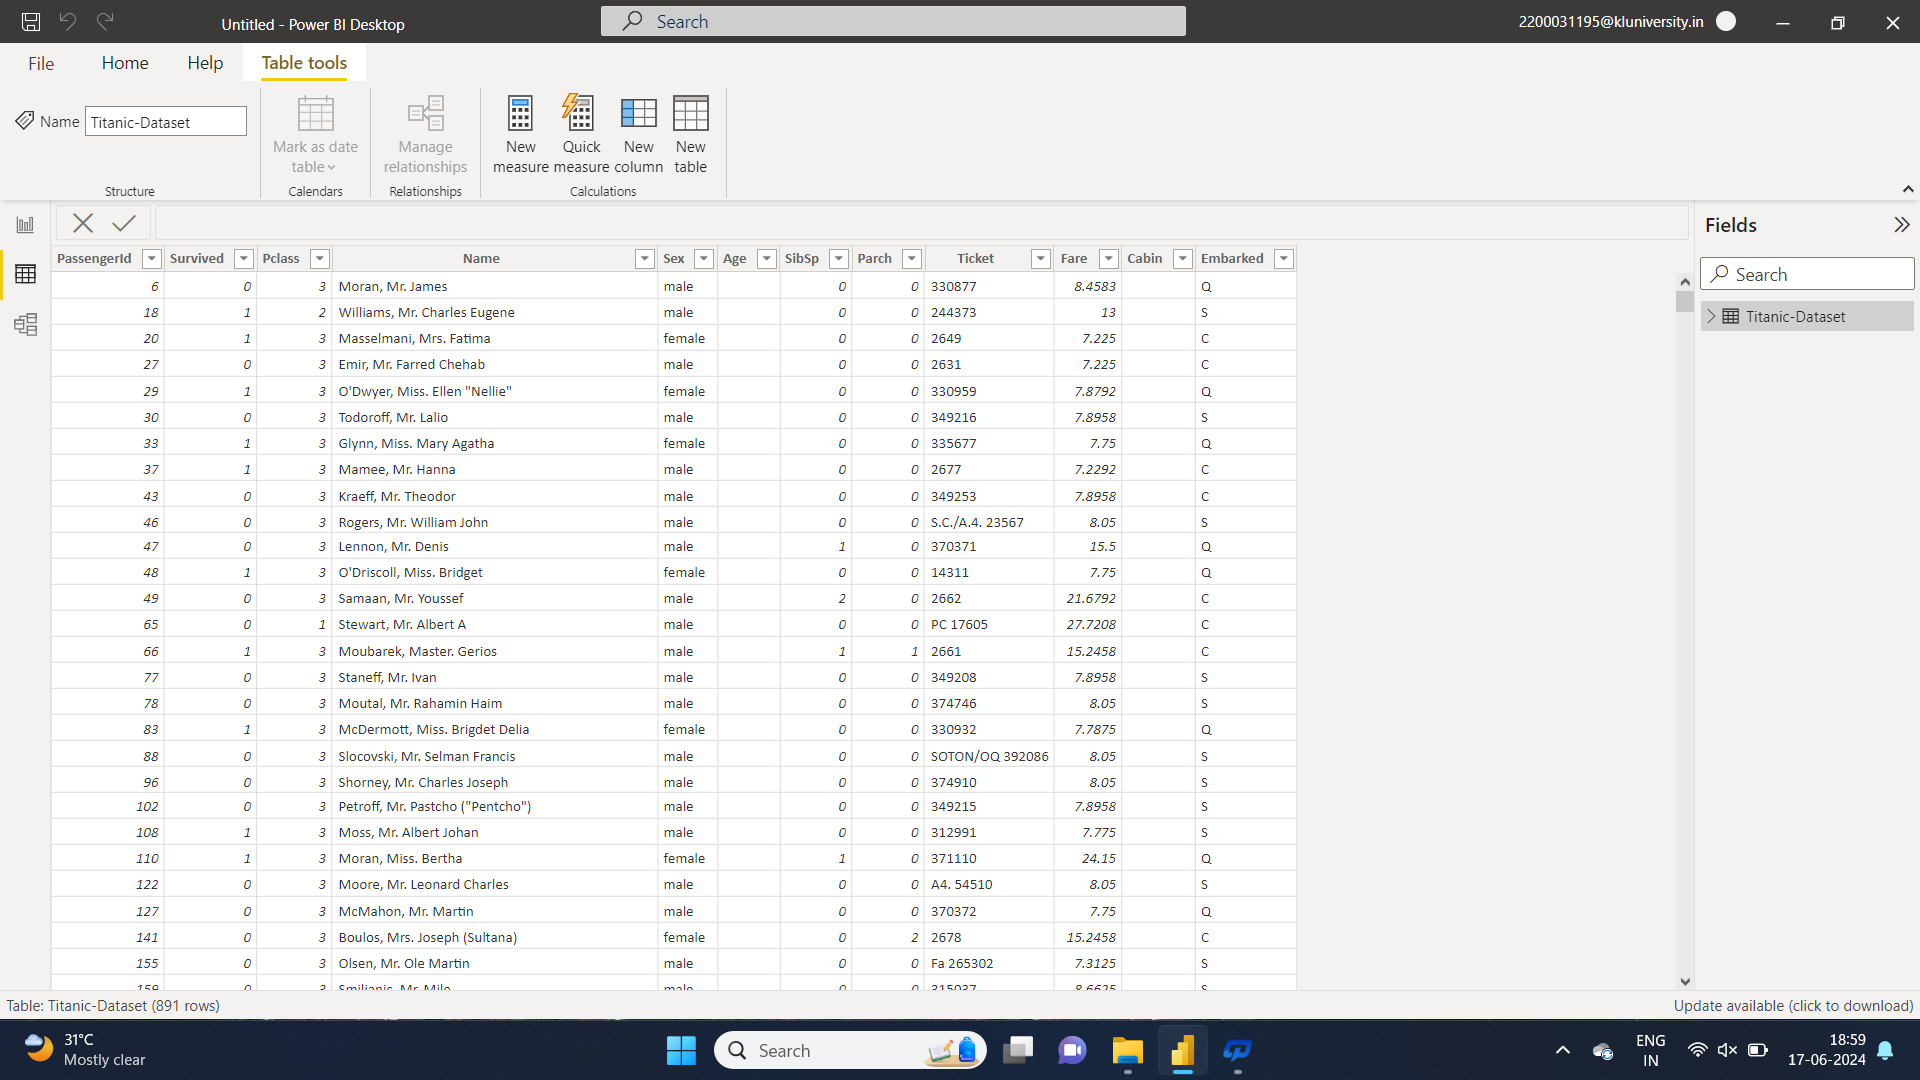 Untitled - Power BI Desktop
Search
2200031195@kluniversity.in
File Home Help Table tools
Name Titanic-Dataset
Mark as date table
Manage relationships
New measure
Quick measure
New column
New table
Structure Calendars Relationships Calculations
Fields
Search
Titanic-Dataset
PassengerId Survived Pclass Name Sex Age SibSp Parch Ticket Fare Cabin Embarked
6 0 3 Moran, Mr. James male 0 0 330877 8.4583 Q
18 1 2 Williams, Mr. Charles Eugene male 0 0 244373 13 S
20 1 3 Masselmani, Mrs. Fatima female 0 0 2649 7.225 C
27 0 3 Emir, Mr. Farred Chehab male 0 0 2631 7.225 C
29 1 3 O'Dwyer, Miss. Ellen "Nellie" female 0 0 330959 7.8792 Q
30 0 3 Todoroff, Mr. Lalio male 0 0 349216 7.8958 S
33 1 3 Glynn, Miss. Mary Agatha female 0 0 335677 7.75 Q
37 1 3 Mamee, Mr. Hanna male 0 0 2677 7.2292 C
43 0 3 Kraeff, Mr. Theodor male 0 0 349253 7.8958 C
46 0 3 Rogers, Mr. William John male 0 0 S.C./A.4. 23567 8.05 S
47 0 3 Lennon, Mr. Denis male 1 0 370371 15.5 Q
48 1 3 O'Driscoll, Miss. Bridget female 0 0 14311 7.75 Q
49 0 3 Samaan, Mr. Youssef male 2 0 2662 21.6792 C
65 0 1 Stewart, Mr. Albert A male 0 0 PC 17605 27.7208 C
66 1 3 Moubarek, Master. Gerios male 1 1 2661 15.2458 C
77 0 3 Staneff, Mr. Ivan male 0 0 349208 7.8958 S
78 0 3 Moutal, Mr. Rahamin Haim male 0 0 374746 8.05 S
83 1 3 McDermott, Miss. Brigdet Delia female 0 0 330932 7.7875 Q
88 0 3 Slocovski, Mr. Selman Francis male 0 0 SOTON/OQ 392086 8.05 S
96 0 3 Shorney, Mr. Charles Joseph male 0 0 374910 8.05 S
102 0 3 Petroff, Mr. Pastcho ("Pentcho") male 0 0 349215 7.8958 S
108 1 3 Moss, Mr. Albert Johan male 0 0 312991 7.775 S
110 1 3 Moran, Miss. Bertha female 1 0 371110 24.15 Q
122 0 3 Moore, Mr. Leonard Charles male 0 0 A4. 54510 8.05 S
127 0 3 McMahon, Mr. Martin male 0 0 370372 7.75 Q
141 0 3 Boulos, Mrs. Joseph (Sultana) female 0 2 2678 15.2458 C
155 0 3 Olsen, Mr. Ole Martin male 0 0 Fa 265302 7.3125 S
159 0 3 Smiljanic, Mr. Mile male 0 0 315037 8.6625 S
Table: Titanic-Dataset (891 rows)
Update available (click to download)
31°C
Mostly clear
Search
ENG
IN
18:59
17-06-2024